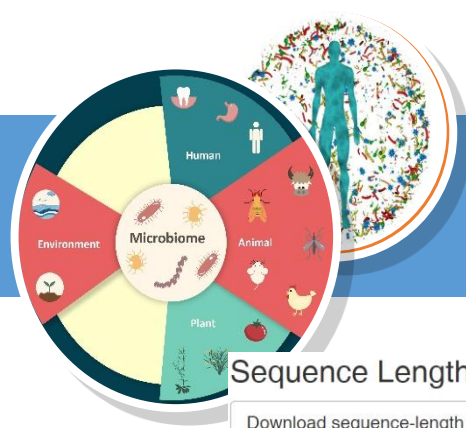 Human
Environment
Microbiome
Animal
Plant
Sequence Length
Download sequence-length